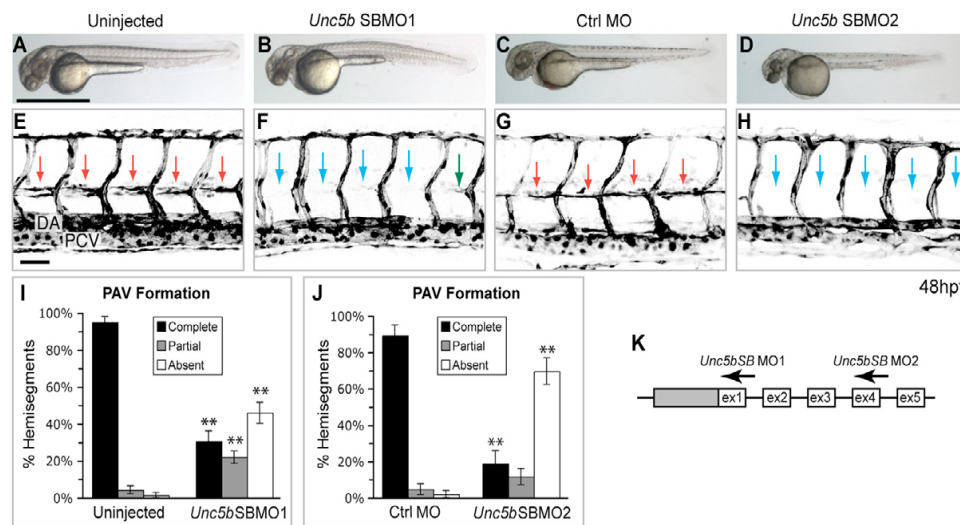 Uninjected
Unc5b SBMO1
Ctrl MO
Unc5b SBMO2
A
B
C
D
E
F
G
H
DA
PCV
48hp
I
PAV Formation
J
PAV Formation
K
100%
80%
60%
40%
20%
0%
% Hemisegments
Complete
Partial
Absent
**
**
**
Uninjected
Unc5bSBMO1
100%
80%
60%
40%
20%
0%
% Hemisegments
Complete
Partial
Absent
**
**
Ctrl MO
Unc5bSBMO2
Unc5bSB MO1
Unc5bSB MO2
ex1
ex2
ex3
ex4
ex5